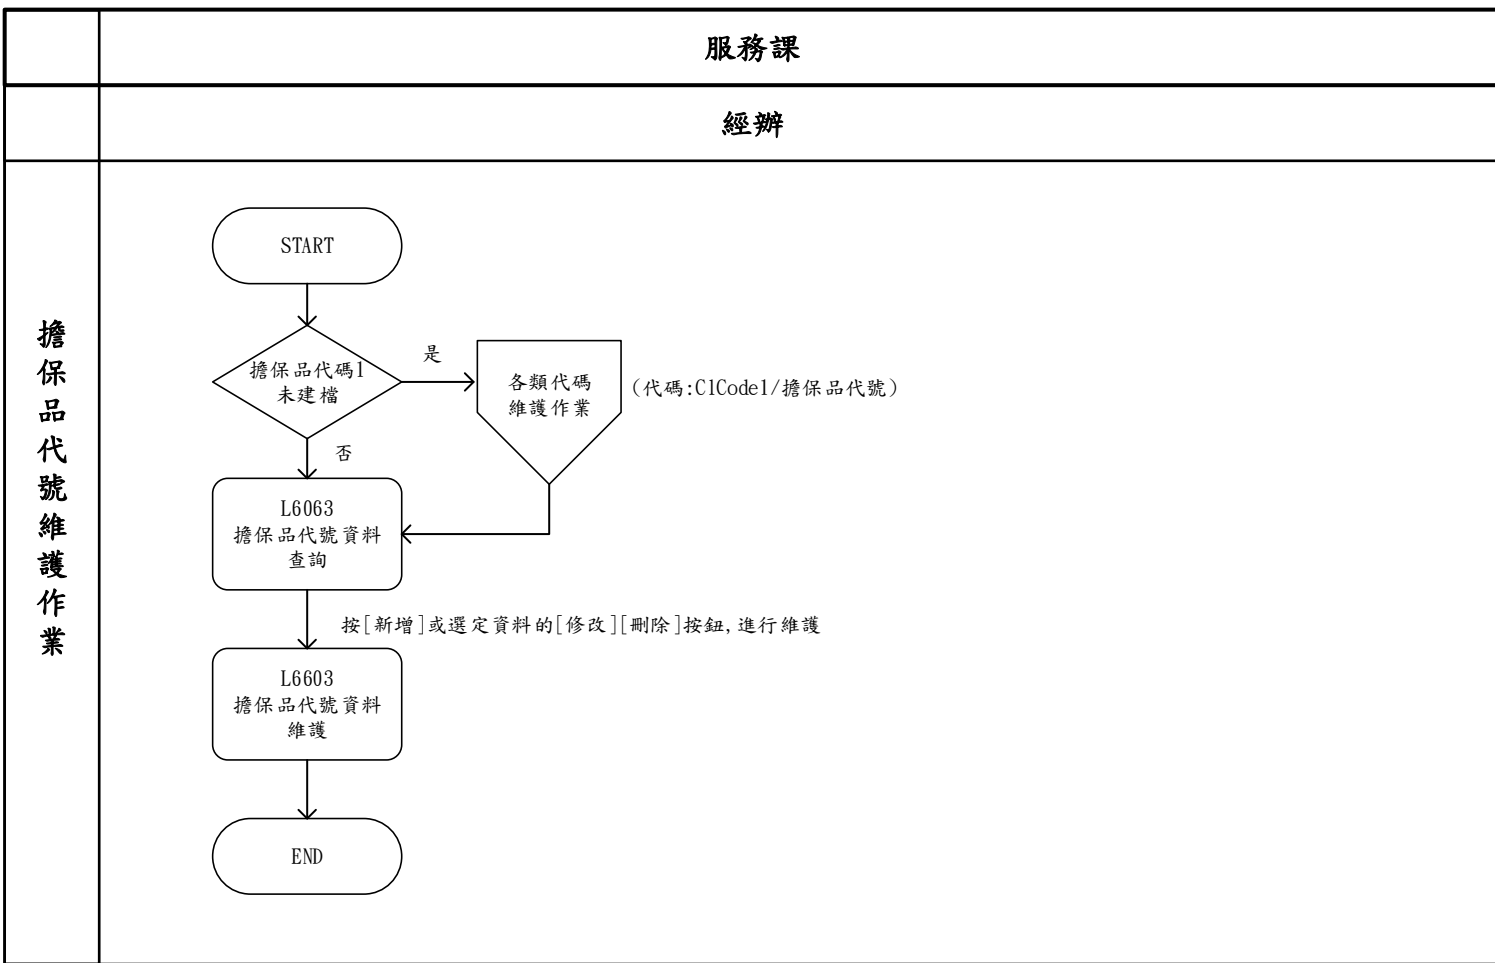 服務課
經辦
擔保品代號維護作業
START
擔保品代碼1
未建檔
是
各類代碼
維護作業
(代碼:ClCode1/擔保品代號)
否
L6063
擔保品代號資料
查詢
按[新增]或選定資料的[修改][刪除]按鈕,進行維護
L6603
擔保品代號資料
維護
END